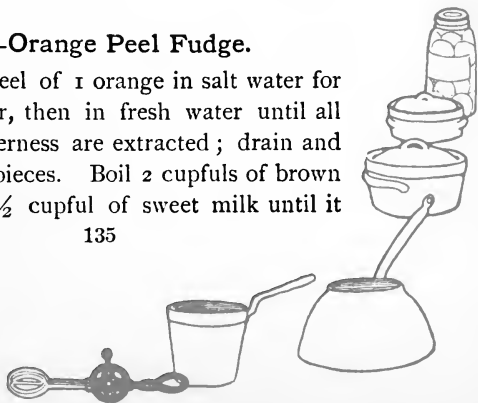 -Orange Peel Fudge.
eel of 1 orange in salt water for
r, then in fresh water until all
erness are extracted; drain and
pieces. Boil 2 cupfuls of brown
½ cupful of sweet milk until it
135